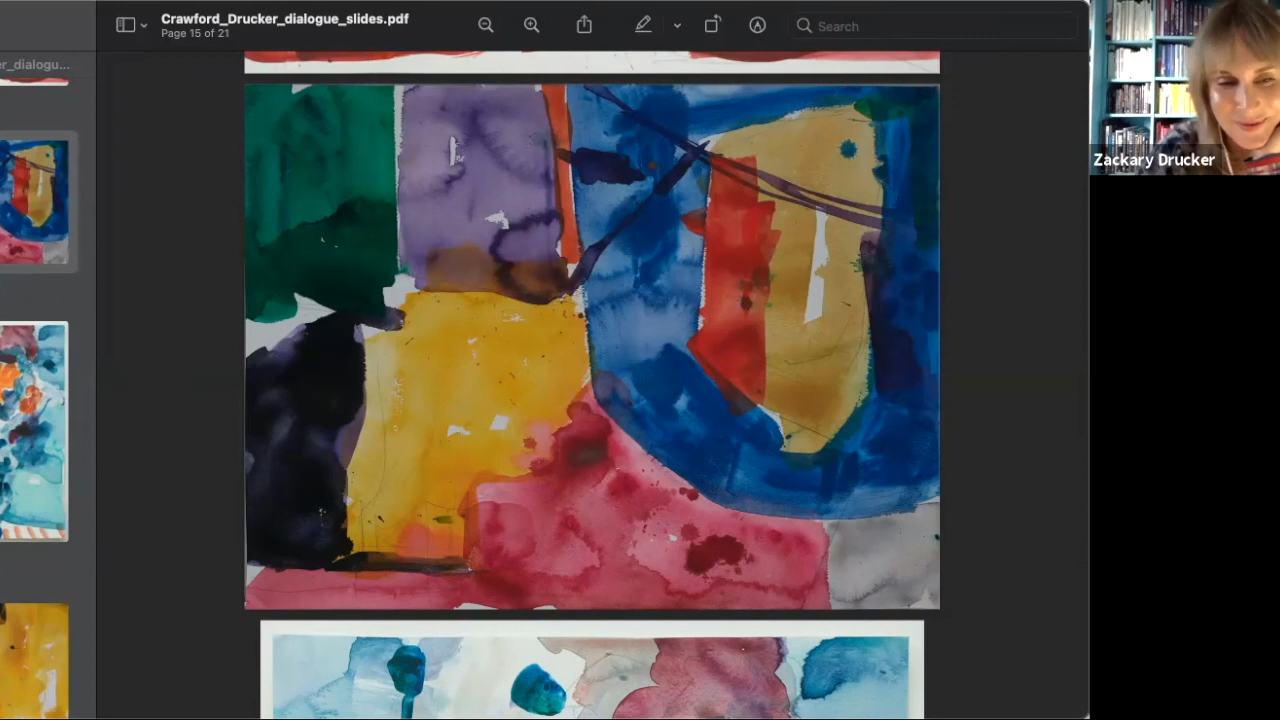 Crawford_Drucker_dialogue_slides.pdf
Page 15 of 21
Search
er_dialogu...
Zackary Drucker